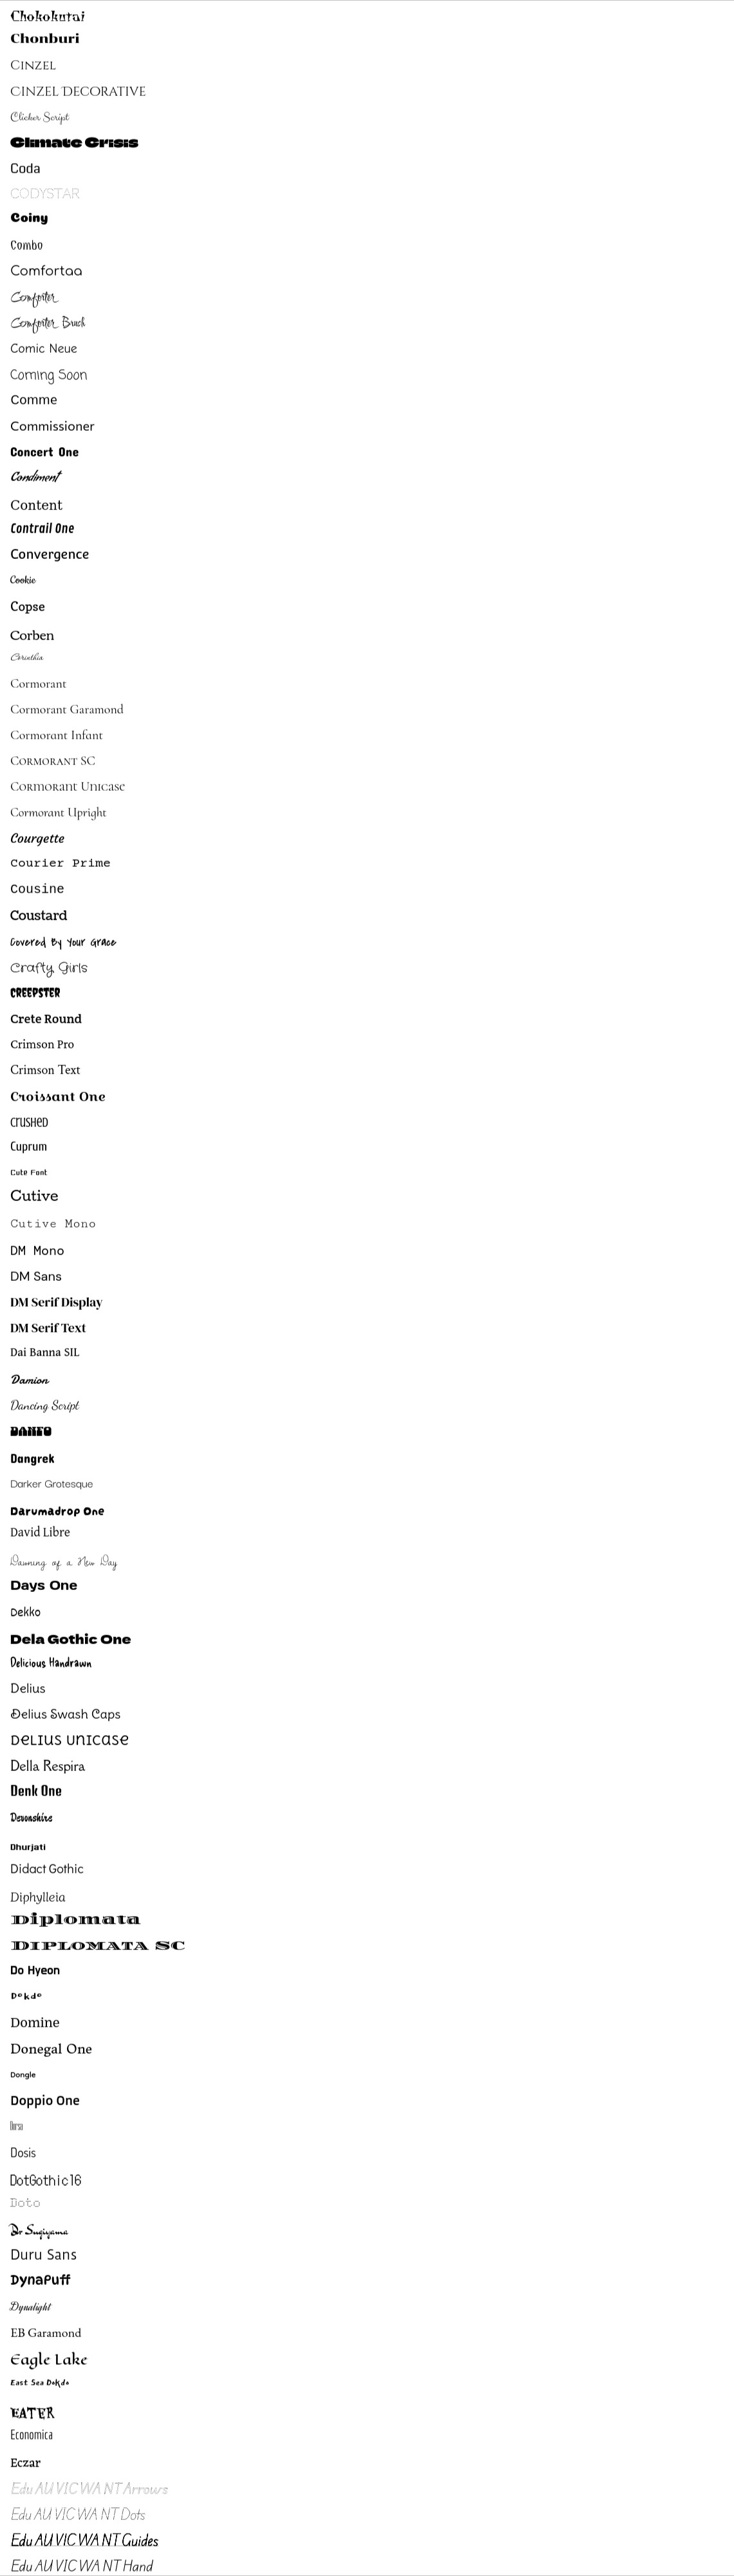 Chokokutai
Chonburi
Cinzel
Cinzel Decorative
Clicker Script
Climate Crisis
Coda
CODYSTAR
Coiny
Combo
Comfortaa
Comforter
Comforter Brush
Comic Neue
Coming Soon
Comme
Commissioner
Concert One
Condiment
Content
Contrail One
Convergence
Cookie
Copse
Corben
Corinthia
Cormorant
Cormorant Garamond
Cormorant Infant
Cormorant SC
Cormorant Unicase
Cormorant Upright
Courgette
Courier Prime
Cousine
Coustard
Covered By Your Grace
Crafty Girls
CREEPSTER
Crete Round
Crimson Pro
Crimson Text
Croissant One
Crushed
Cuprum
Cute Font
Cutive
Cutive Mono
DM Mono
DM Sans
DM Serif Display
DM Serif Text
Dai Banna SIL
Damion
Dancing Script
DANFO
Dangrek
Darker Grotesque
Darumadrop One
David Libre
Dawning of a New Day
Days One
Dekko
Dela Gothic One
Delicious Handrawn
Delius
Delius Swash Caps
Delius Unicase
Della Respira
Denk One
Devonshire
Dhurjati
Didact Gothic
Diphylleia
Diplomata
DIPLOMATA SC
Do Hyeon
Dokdo
Domine
Donegal One
Dongle
Doppio One
Dorsa
Dosis
DotGothic16
Doto
Dr Sugiyama
Duru Sans
DynaPuff
Dynalight
EB Garamond
Eagle Lake
East Sea Dokdo
EATER
Economica
Eczar
Edu AU VIC WA NT Arrows
Edu AU VIC WA NT Dots
Edu AU VIC WA NT Guides
Edu AU VIC WA NT Hand